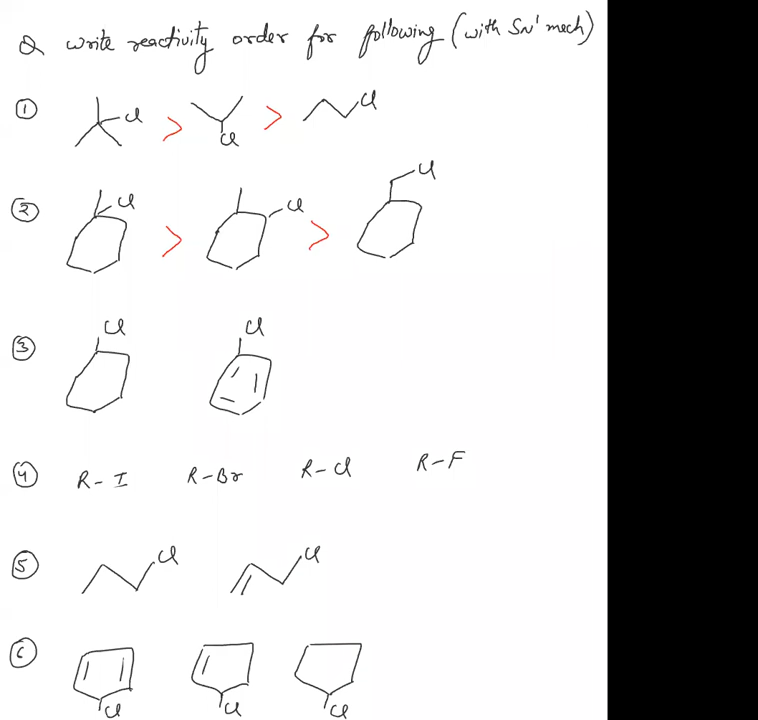 Q write reactivity order for following (with SN' mech)
① Cl > Cl > Cl
② Cl > Cl > Cl
③ Cl Cl
④ R-I R-Br R-Cl R-F
⑤ Cl Cl
⑥ Cl Cl Cl